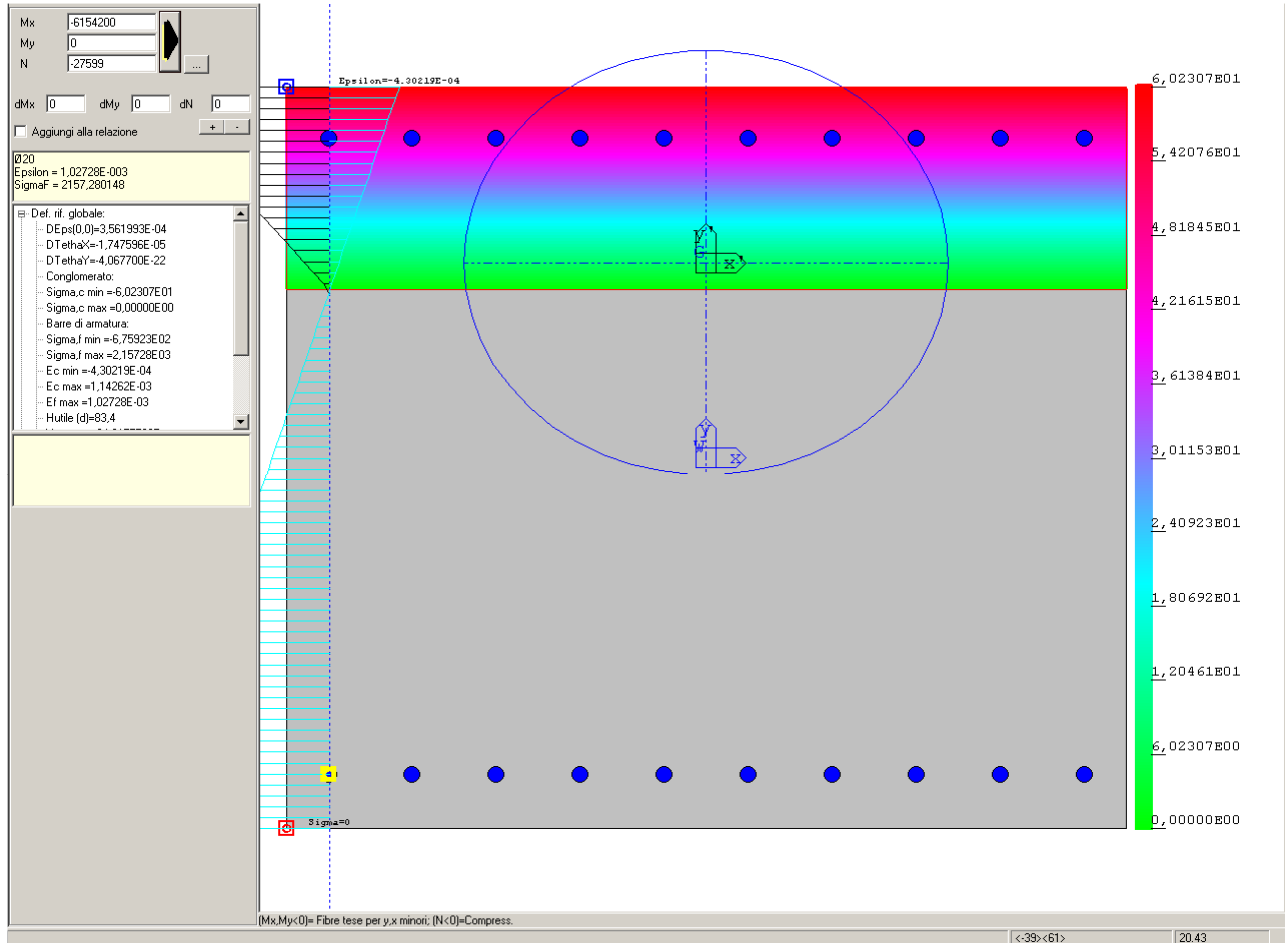 Mx -6154200
My 0
N -27599
...
dMx 0 dMy 0 dN 0
Aggiungi alla relazione + -
Ø20
Epsilon = 1,02728E-003
SigmaF = 2157,280148
Def. rif. globale:
DEps(0,0)=3,561993E-04
DTethaX=-1,747596E-05
DTethaY=-4,067700E-22
Conglomerato:
Sigma,c min =-6,02307E01
Sigma,c max =0,00000E00
Barre di armatura:
Sigma,f min =-6,75923E02
Sigma,f max =2,15728E03
Ec min =-4,30219E-04
Ec max =1,14262E-03
Ef max =1,02728E-03
Hutile (d)=83,4
Epsilon=-4.30219E-04
y
G
x
y
x
Sigma=0
6,02307E01
5,42076E01
4,81845E01
4,21615E01
3,61384E01
3,01153E01
2,40923E01
1,80692E01
1,20461E01
6,02307E00
0,00000E00
(Mx,My<0)= Fibre tese per y,x minori; (N<0)=Compress.
<-39><61> 20.43